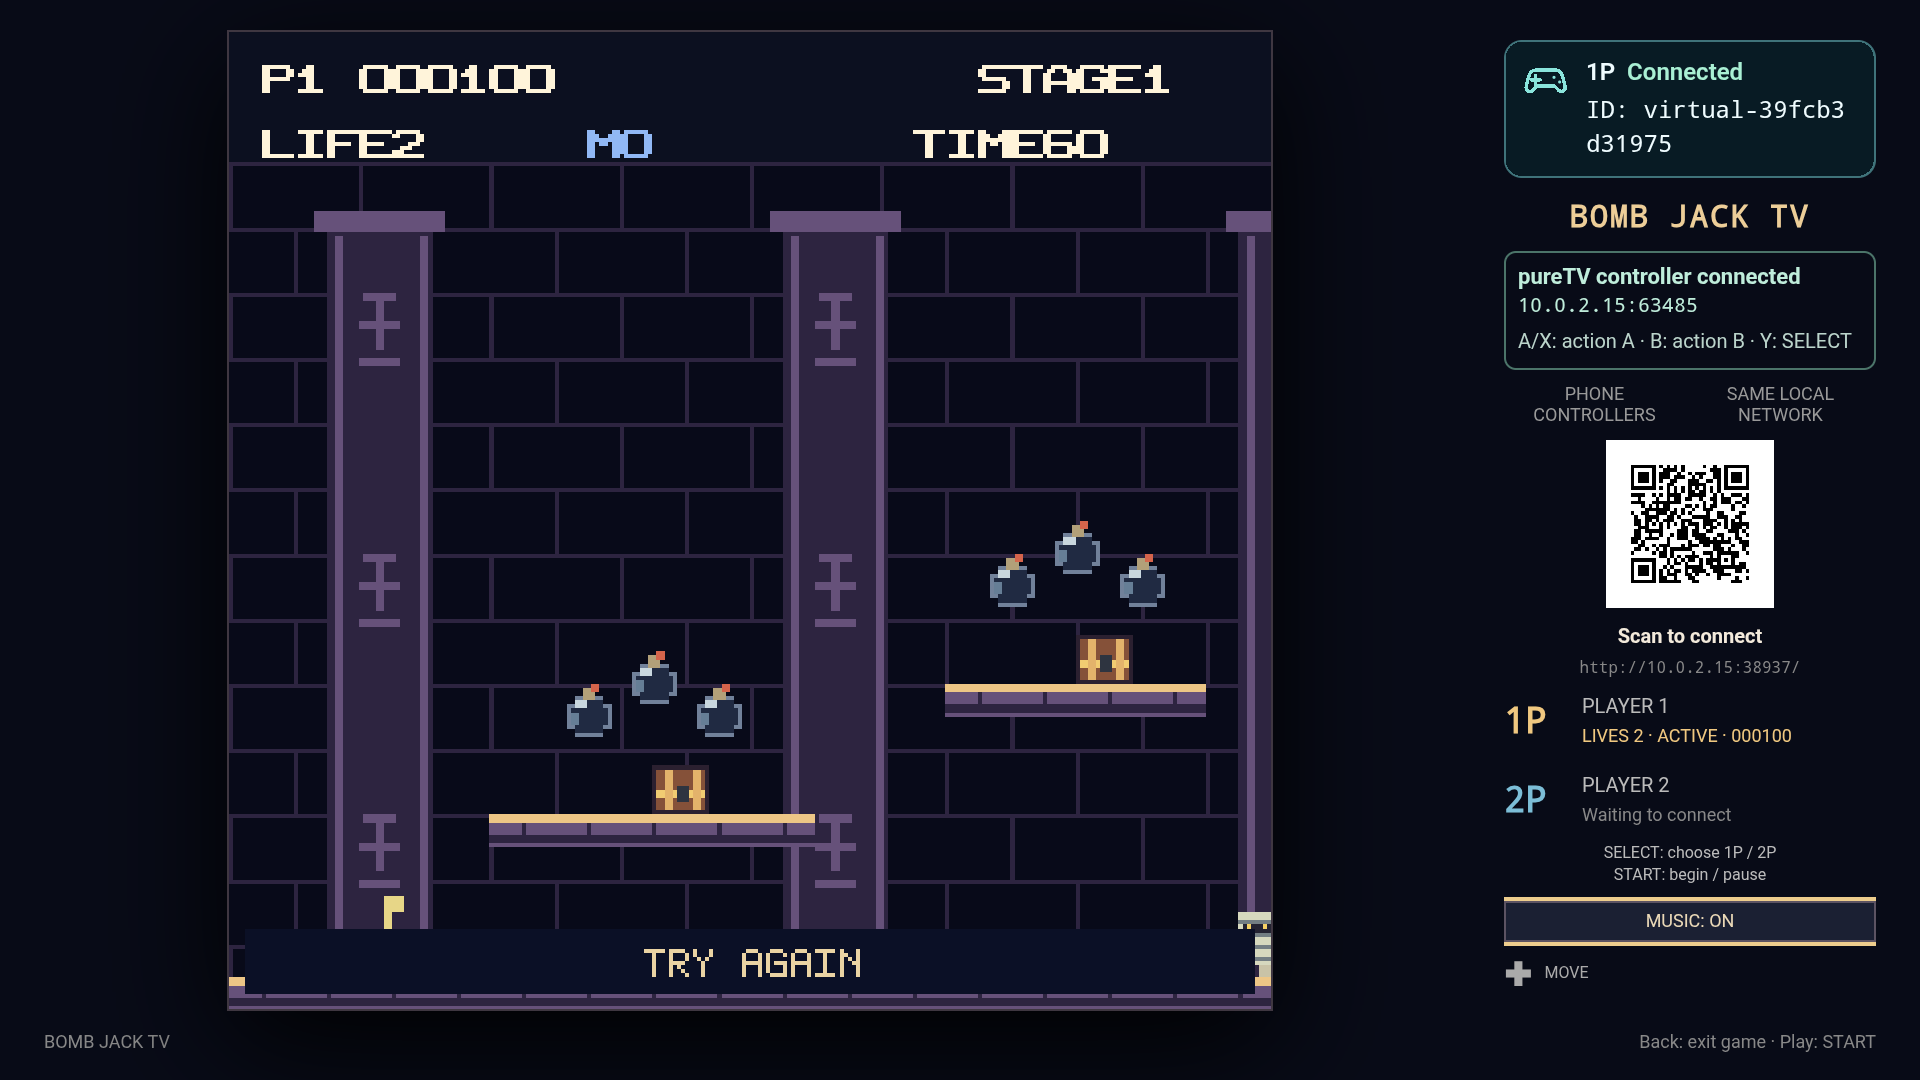 P1 000100
STAGE1
LIFE2
M0
TIME60
TRY AGAIN
1P Connected
ID: virtual-39fcb3
d31975
BOMB JACK TV
pureTV controller connected
10.0.2.15:63485
A/X: action A · B: action B · Y: SELECT
PHONE
CONTROLLERS
SAME LOCAL
NETWORK
Scan to connect
http://10.0.2.15:38937/
1P
PLAYER 1
LIVES 2 · ACTIVE · 000100
2P
PLAYER 2
Waiting to connect
SELECT: choose 1P / 2P
START: begin / pause
MUSIC: ON
MOVE
BOMB JACK TV
Back: exit game · Play: START